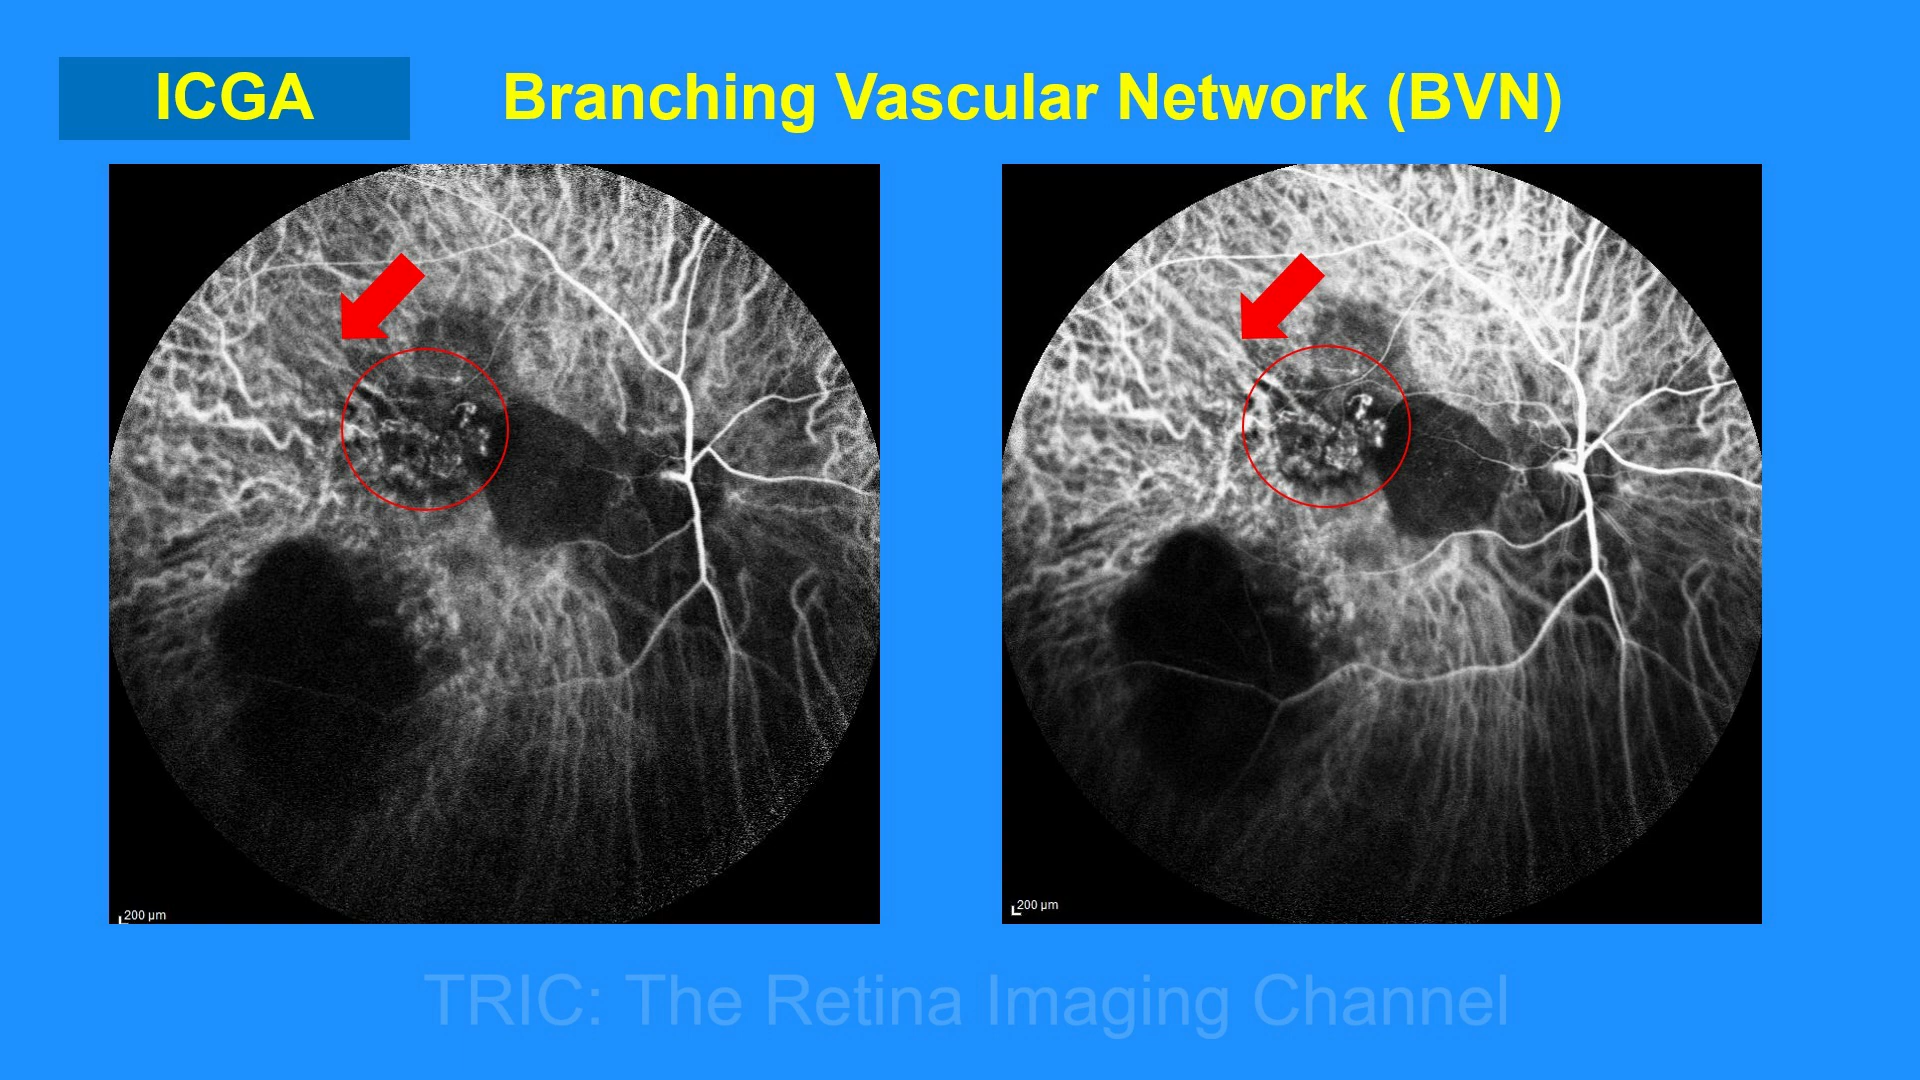 ICGA
Branching Vascular Network (BVN)
200 µm
200 µm
TRIC: The Retina Imaging Channel